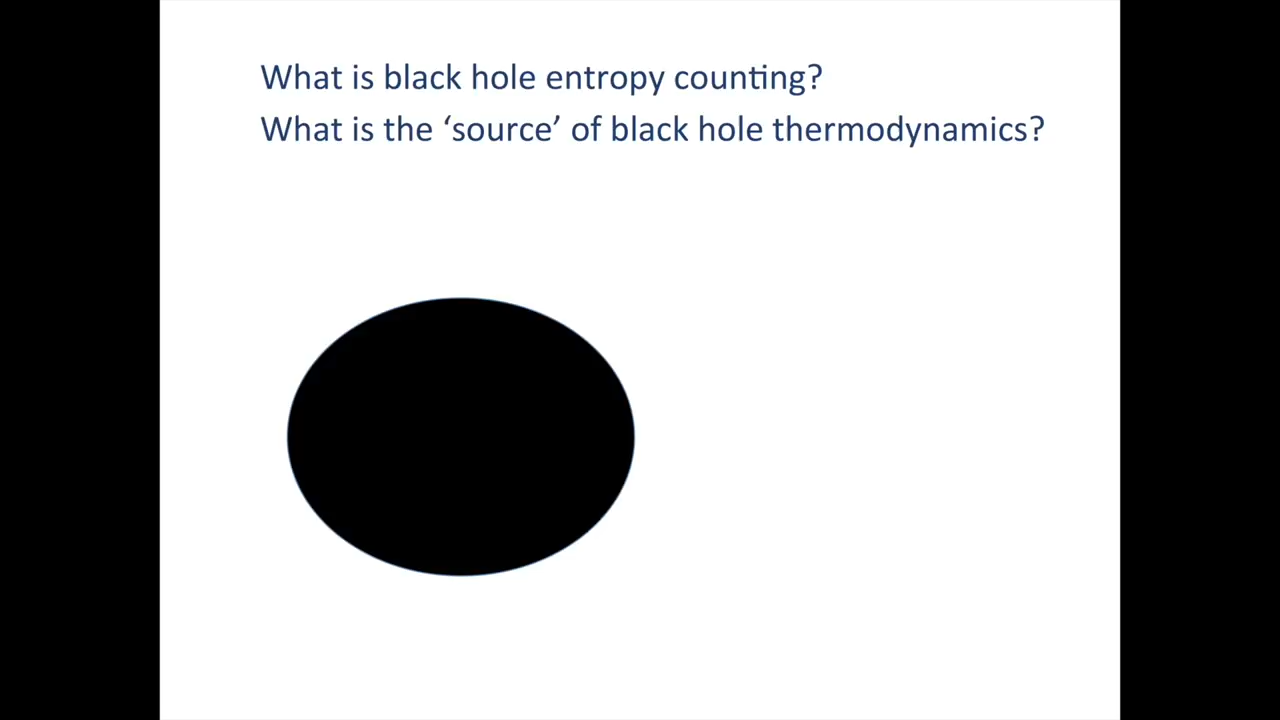 What is black hole entropy counting?
What is the ‘source’ of black hole thermodynamics?